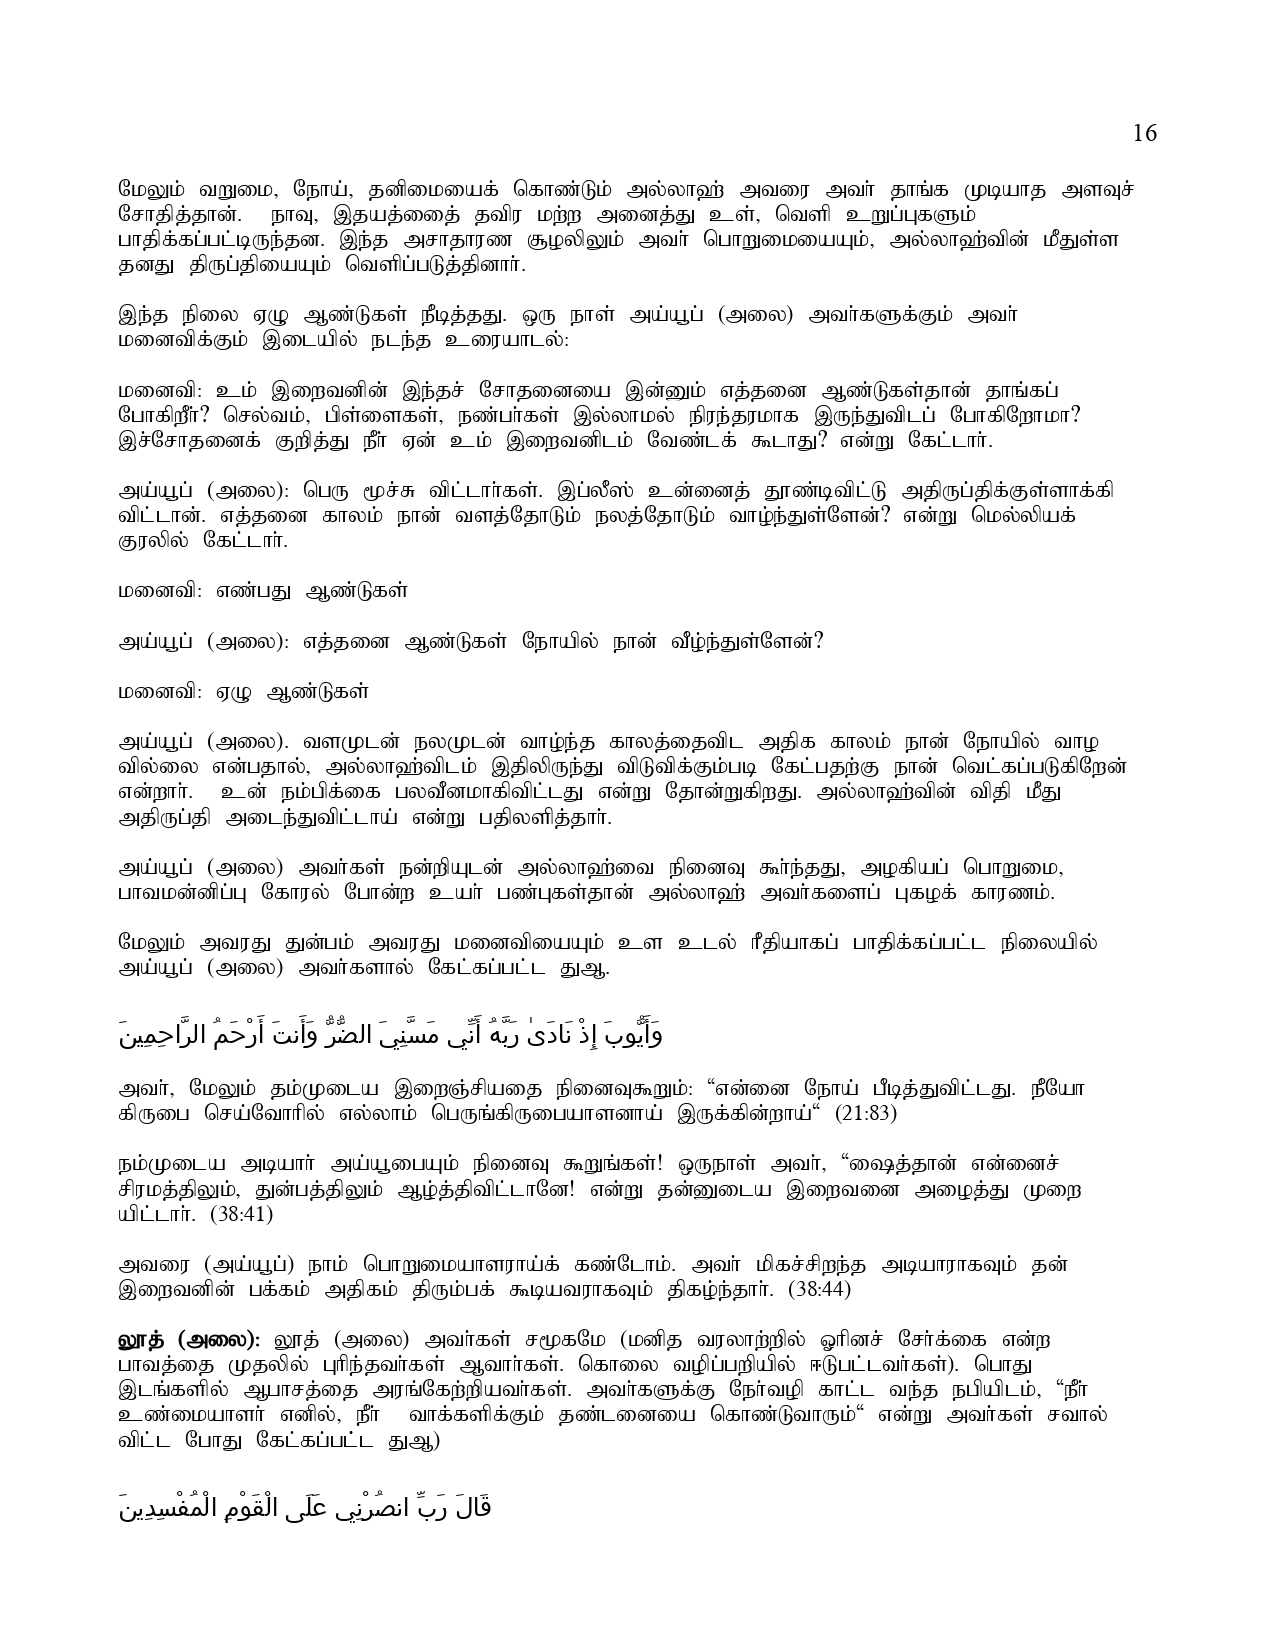 16
மேலும் வறுமை, நோய், தனிமையைக் கொண்டும் அல்லாஹ் அவரை அவர் தாங்க முடியாத அளவுச்
சோதித்தான். நாவு, இதயத்தைத் தவிர மற்ற அனைத்து உள், வெளி உறுப்புகளும்
பாதிக்கப்பட்டிருந்தன. இந்த அசாதாரண சூழலிலும் அவர் பொறுமையையும், அல்லாஹ்வின் மீதுள்ள
தனது திருப்தியையும் வெளிப்படுத்தினார்.
இந்த நிலை ஏழு ஆண்டுகள் நீடித்தது. ஒரு நாள் அய்யூப் (அலை) அவர்களுக்கும் அவர்
மனைவிக்கும் இடையில் நடந்த உரையாடல்:
மனைவி: உம் இறைவனின் இந்தச் சோதனையை இன்னும் எத்தனை ஆண்டுகள்தான் தாங்கப்
போகிறீர்? செல்வம், பிள்ளைகள், நண்பர்கள் இல்லாமல் நிரந்தரமாக இருந்துவிடப் போகிறோமா?
இச்சோதனைக் குறித்து நீர் ஏன் உம் இறைவனிடம் வேண்டக் கூடாது? என்று கேட்டார்.
அய்யூப் (அலை): பெரு மூச்சு விட்டார்கள். இப்லீஸ் உன்னைத் தூண்டிவிட்டு அதிருப்திக்குள்ளாக்கி
விட்டான். எத்தனை காலம் நான் வளத்தோடும் நலத்தோடும் வாழ்ந்துள்ளேன்? என்று மெல்லியக்
குரலில் கேட்டார்.
மனைவி: எண்பது ஆண்டுகள்
அய்யூப் (அலை): எத்தனை ஆண்டுகள் நோயில் நான் வீழ்ந்துள்ளேன்?
மனைவி: ஏழு ஆண்டுகள்
அய்யூப் (அலை). வளமுடன் நலமுடன் வாழ்ந்த காலத்தைவிட அதிக காலம் நான் நோயில் வாழ
வில்லை என்பதால், அல்லாஹ்விடம் இதிலிருந்து விடுவிக்கும்படி கேட்பதற்கு நான் வெட்கப்படுகிறேன்
என்றார். உன் நம்பிக்கை பலவீனமாகிவிட்டது என்று தோன்றுகிறது. அல்லாஹ்வின் விதி மீது
அதிருப்தி அடைந்துவிட்டாய் என்று பதிலளித்தார்.
அய்யூப் (அலை) அவர்கள் நன்றியுடன் அல்லாஹ்வை நினைவு கூர்ந்தது, அழகியப் பொறுமை,
பாவமன்னிப்பு கோரல் போன்ற உயர் பண்புகள்தான் அல்லாஹ் அவர்களைப் புகழக் காரணம்.
மேலும் அவரது துன்பம் அவரது மனைவியையும் உள உடல் ரீதியாகப் பாதிக்கப்பட்ட நிலையில்
அய்யூப் (அலை) அவர்களால் கேட்கப்பட்ட துஆ.
وَأَيُّوبَ إِذْ نَادَىٰ رَبَّهُ أَنِّي مَسَّنِيَ الضُّرُّ وَأَنتَ أَرْحَمُ الرَّاحِمِينَ
அவர், மேலும் தம்முடைய இறைஞ்சியதை நினைவுகூறும்: “என்னை நோய் பீடித்துவிட்டது. நீயோ
கிருபை செய்வோரில் எல்லாம் பெருங்கிருபையாளனாய் இருக்கின்றாய்“ (21:83)
நம்முடைய அடியார் அய்யூபையும் நினைவு கூறுங்கள்! ஒருநாள் அவர், “ஷைத்தான் என்னைச்
சிரமத்திலும், துன்பத்திலும் ஆழ்த்திவிட்டானே! என்று தன்னுடைய இறைவனை அழைத்து முறை
யிட்டார். (38:41)
அவரை (அய்யூப்) நாம் பொறுமையாளராய்க் கண்டோம். அவர் மிகச்சிறந்த அடியாராகவும் தன்
இறைவனின் பக்கம் அதிகம் திரும்பக் கூடியவராகவும் திகழ்ந்தார். (38:44)
லூத் (அலை): லூத் (அலை) அவர்கள் சமூகமே (மனித வரலாற்றில் ஓரினச் சேர்க்கை என்ற
பாவத்தை முதலில் புரிந்தவர்கள் ஆவார்கள். கொலை வழிப்பறியில் ஈடுபட்டவர்கள்). பொது
இடங்களில் ஆபாசத்தை அரங்கேற்றியவர்கள். அவர்களுக்கு நேர்வழி காட்ட வந்த நபியிடம், “நீர்
உண்மையாளர் எனில், நீர் வாக்களிக்கும் தண்டனையை கொண்டுவாரும்“ என்று அவர்கள் சவால்
விட்ட போது கேட்கப்பட்ட துஆ)
قَالَ رَبِّ انصُرْنِي عَلَى الْقَوْمِ الْمُفْسِدِينَ